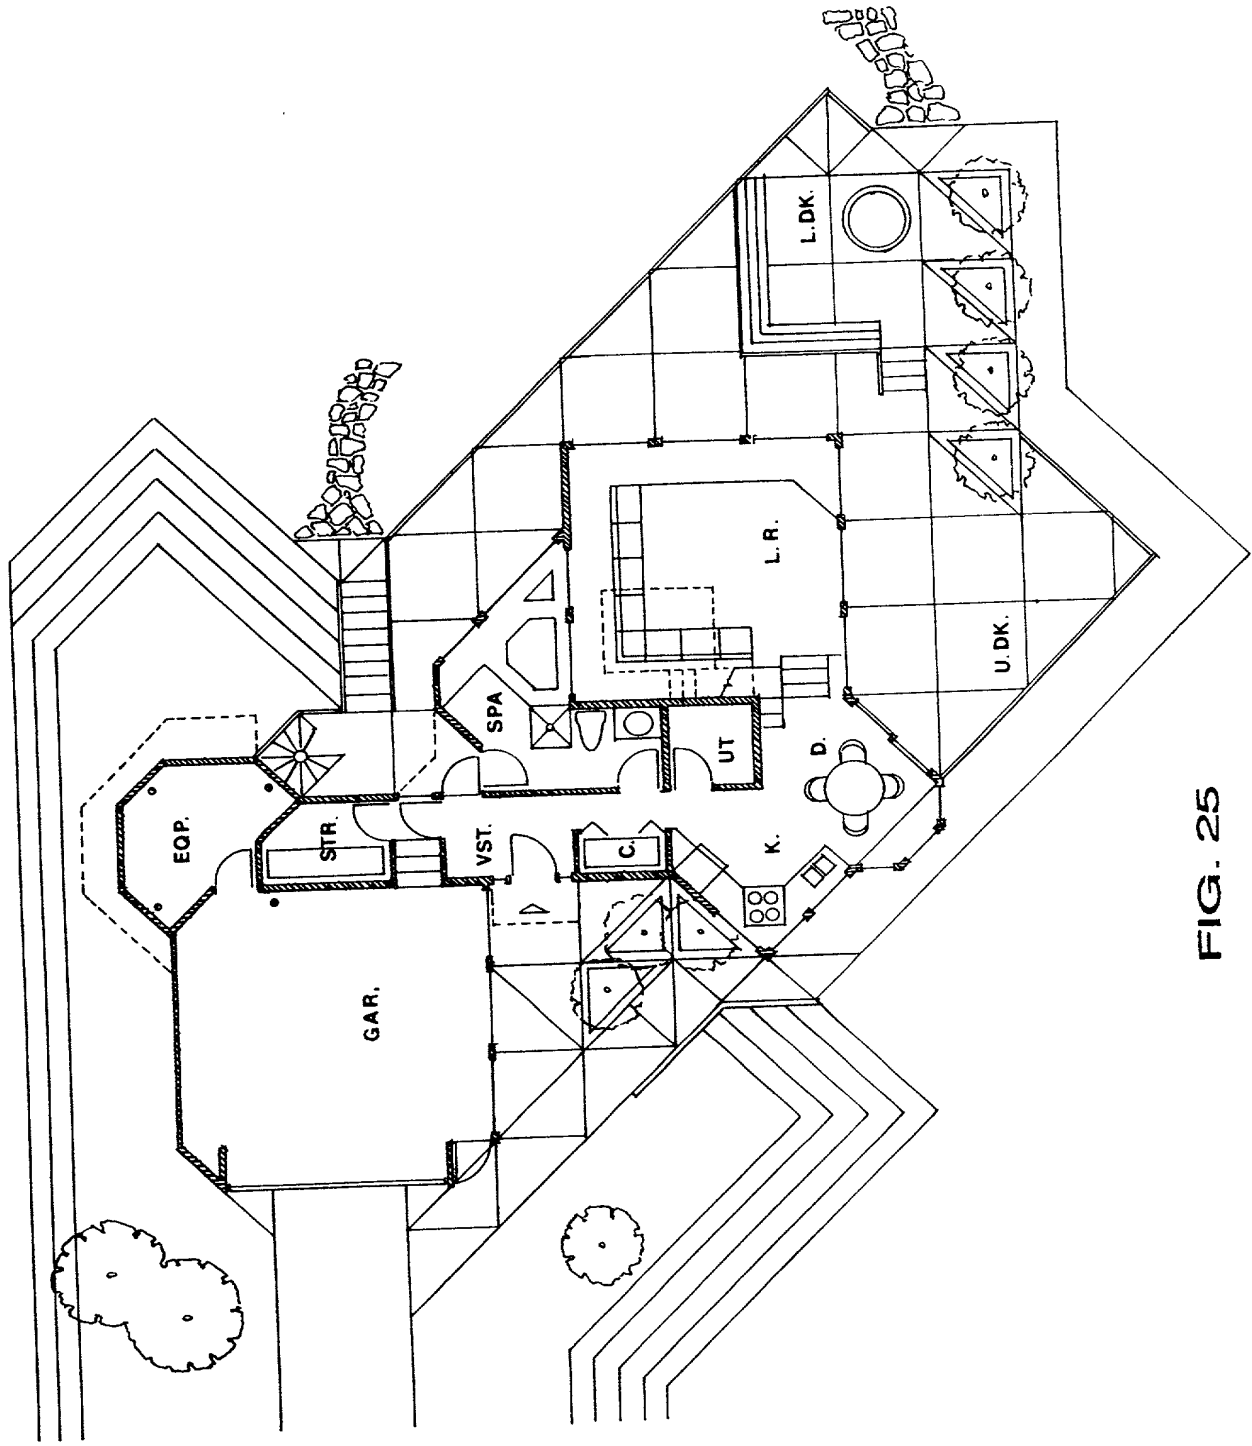 EQP.
STR.
GAR.
VST.
SPA
C.
UT
K.
D.
L.R.
L.DK.
U.DK.
FIG. 25